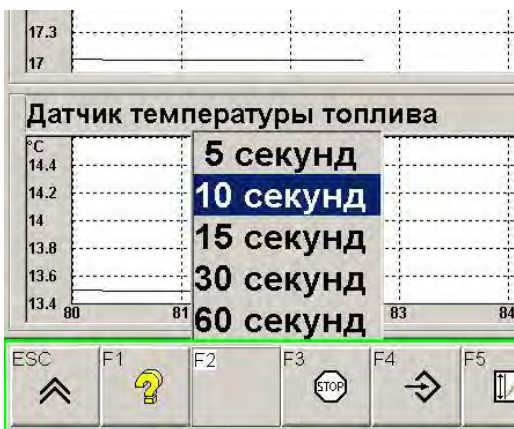 17.3
17
Датчик температуры топлива
°C
14.4
14.2
14
13.8
13.6
13.4
80 81 83 84
5 секунд
10 секунд
15 секунд
30 секунд
60 секунд
ESC F1 F2 F3 F4 F5
STOP